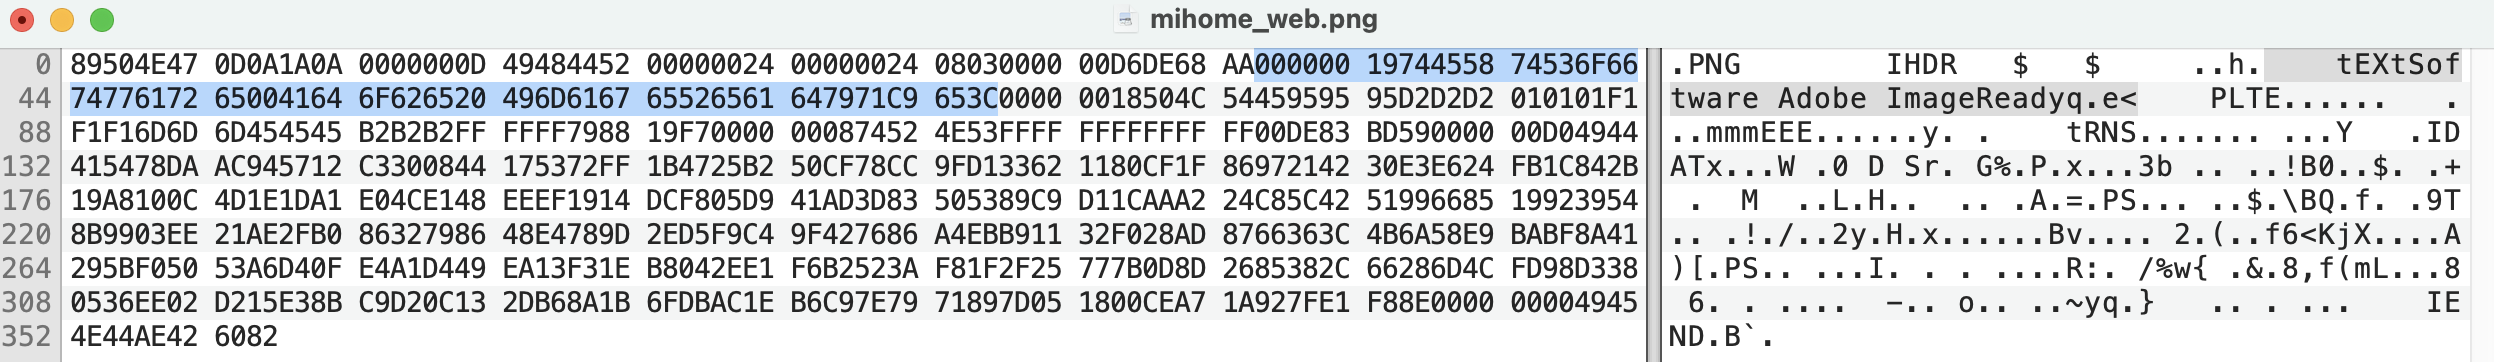 mihome_web.png
0 89504E47 0D0A1A0A 0000000D 49484452 00000024 00000024 08030000 00D6DE68 AA000000 19744558 74536F66 .PNG IHDR $ $ ..h. tEXtSof
44 74776172 65004164 6F626520 496D6167 65526561 647971C9 653C0000 0018504C 54459595 95D2D2D2 010101F1 tware Adobe ImageReadyq.e< PLTE...... .
88 F1F16D6D 6D454545 B2B2B2FF FFFF7988 19F70000 00087452 4E53FFFF FFFFFFFF FF00DE83 BD590000 00D04944 ..mmmEEE......y. . tRNS....... ...Y .ID
132 415478DA AC945712 C3300844 175372FF 1B4725B2 50CF78CC 9FD13362 1180CF1F 86972142 30E3E624 FB1C842B ATx...W .0 D Sr. G%.P.x...3b .. ..!B0..$. .+
176 19A8100C 4D1E1DA1 E04CE148 EEEF1914 DCF805D9 41AD3D83 505389C9 D11CAAA2 24C85C42 51996685 19923954 . M ..L.H.. .. .A.=.PS... ..$.\BQ.f. .9T
220 8B9903EE 21AE2FB0 86327986 48E4789D 2ED5F9C4 9F427686 A4EBB911 32F028AD 8766363C 4B6A58E9 BABF8A41 .. .!./..2y.H.x......Bv.... 2.(..f6<KjX....A
264 295BF050 53A6D40F E4A1D449 EA13F31E B8042EE1 F6B2523A F81F2F25 777B0D8D 2685382C 66286D4C FD98D338 )[.PS.. ...I. . . ....R:. /%w{ .&.8,f(mL...8
308 0536EE02 D215E38B C9D20C13 2DB68A1B 6FDBAC1E B6C97E79 71897D05 1800CEA7 1A927FE1 F88E0000 00004945 6. . .... -.. o.. ..~yq.} .. . ... IE
352 4E44AE42 6082 ND.B`.